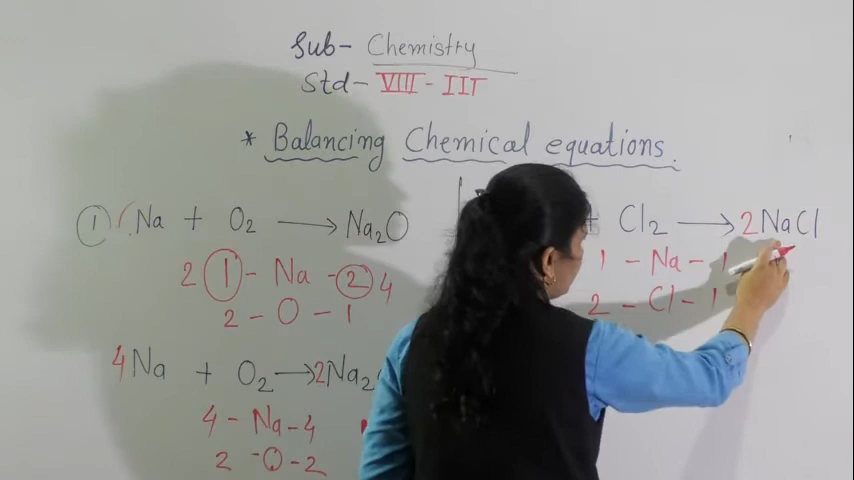 Sub- Chemistry
Std- VIII - IIT
* Balancing Chemical equations.
1 Na + O2 → Na2O
2 1 - Na - 2 4
2 - O - 1
4Na + O2 → 2Na2
4 - Na - 4
2 - O - 2
+ Cl2 → 2NaCl
1 - Na - 1
2 - Cl - 1